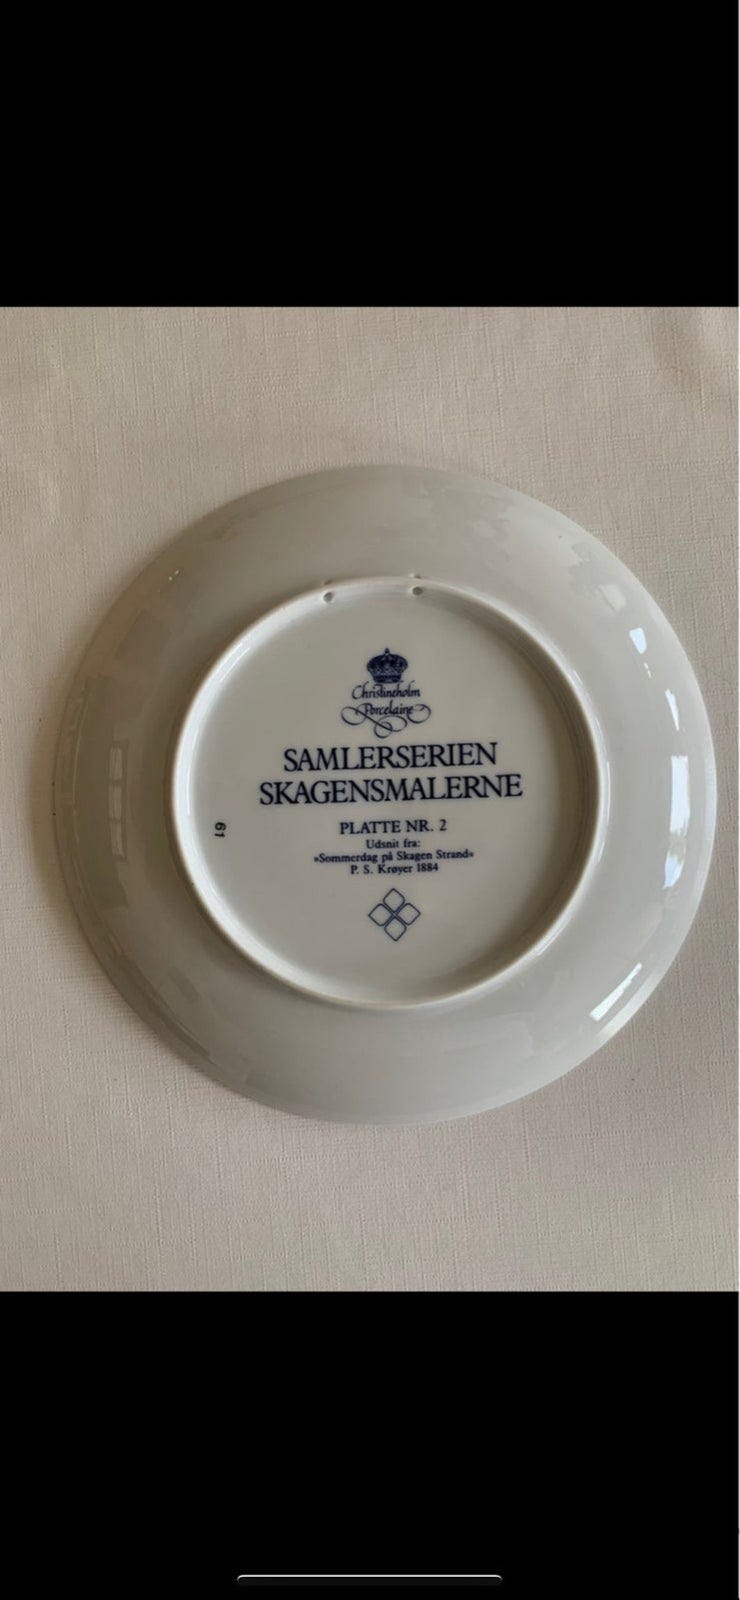 Christineholm
Porcelaine
SAMLERSERIEN
SKAGENSMALERNE
PLATTE NR. 2
Udsnit fra:
»Sommerdag på Skagen Strand«
P. S. Krøyer 1884
61